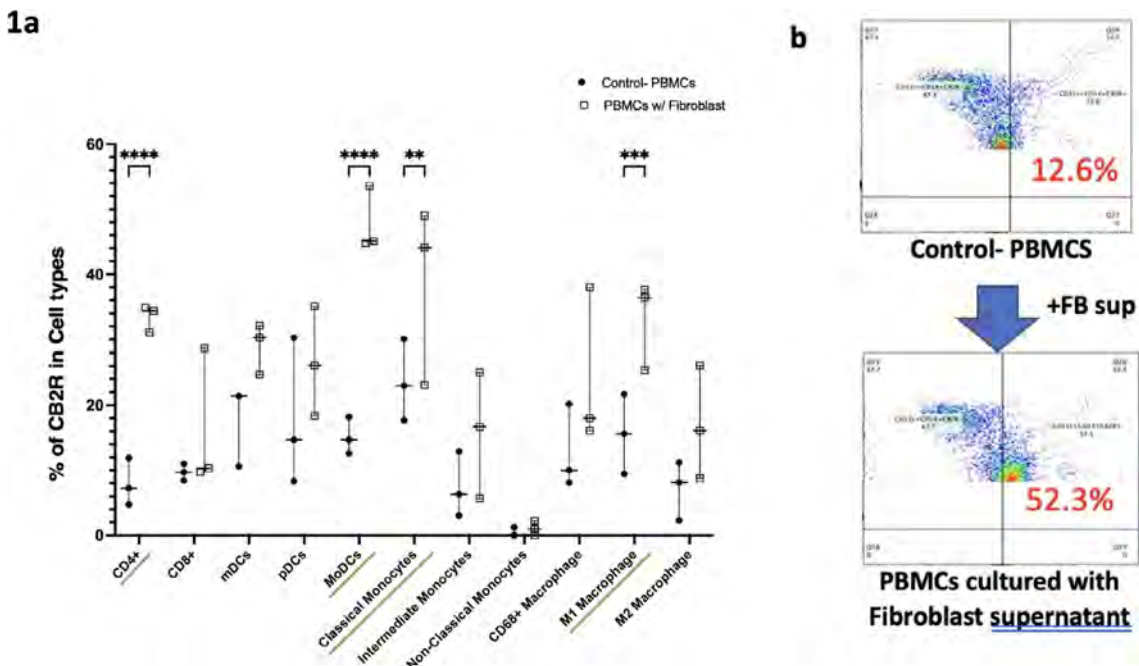 1a
b
Control- PBMCs
PBMCs w/ Fibroblast
% of CB2R in Cell types
60
40
20
0
****
****
**
***
CD4+
CD8+
mDCs
pDCs
MoDCs
Classical Monocytes
Intermediate Monocytes
Non-Classical Monocytes
CD68+ Macrophage
M1 Macrophage
M2 Macrophage
12.6%
Control- PBMCS
+FB sup
52.3%
PBMCs cultured with
Fibroblast supernatant